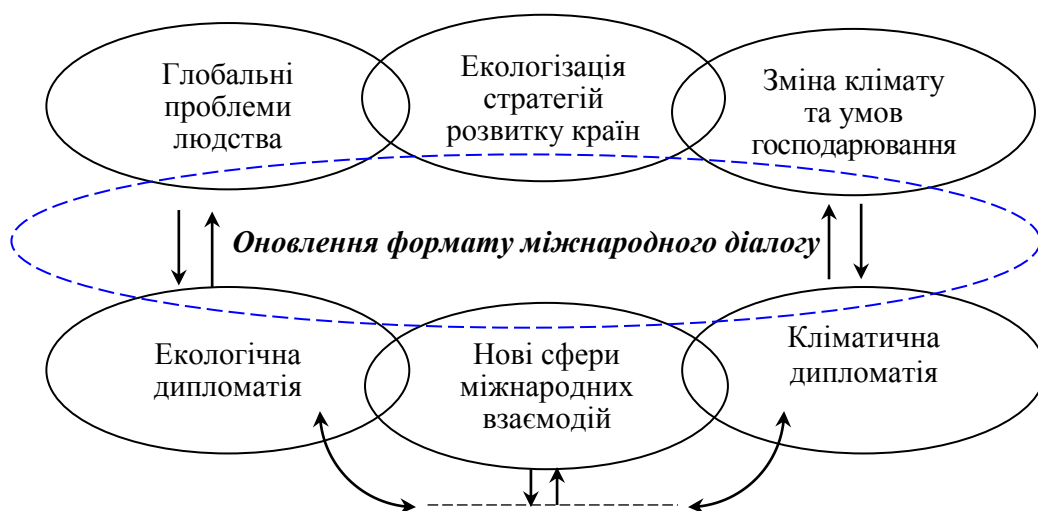 Глобальні
проблеми
людства
Екологізація
стратегій
розвитку країн
Зміна клімату
та умов
господарювання
Оновлення формату міжнародного діалогу
Екологічна
дипломатія
Нові сфери
міжнародних
взаємодій
Кліматична
дипломатія